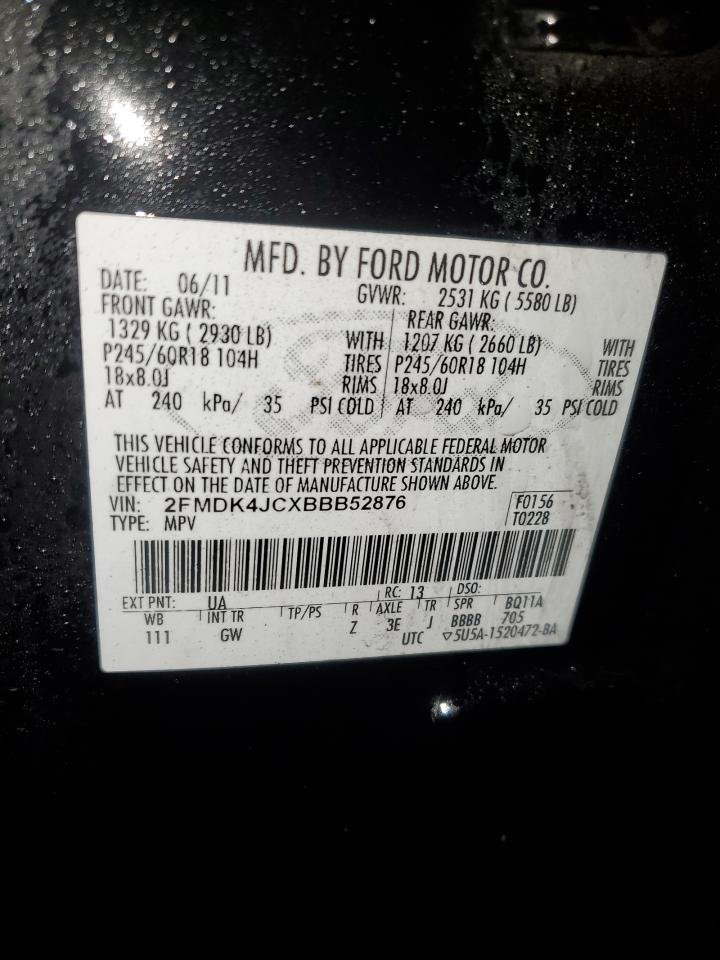 MFD. BY FORD MOTOR CO.
DATE: 06/11 GVWR: 2531 KG ( 5580 LB)
FRONT GAWR: REAR GAWR:
1329 KG ( 2930 LB) WITH 1207 KG ( 2660 LB) WITH
P245/60R18 104H TIRES P245/60R18 104H TIRES
18x8.0J RIMS 18x8.0J RIMS
AT 240 kPa/ 35 PSI COLD AT 240 kPa/ 35 PSI COLD
THIS VEHICLE CONFORMS TO ALL APPLICABLE FEDERAL MOTOR
VEHICLE SAFETY AND THEFT PREVENTION STANDARDS IN
EFFECT ON THE DATE OF MANUFACTURE SHOWN ABOVE.
VIN: 2FMDK4JCXBBB52876 F0156
TYPE: MPV T0228
EXT PNT: UA RC: 13 DSO:
WB INT TR TP/PS R AXLE TR SPR BQ11A
111 GW Z 3E J BBBB 705
UTC ▽5U5A-1520472-BA